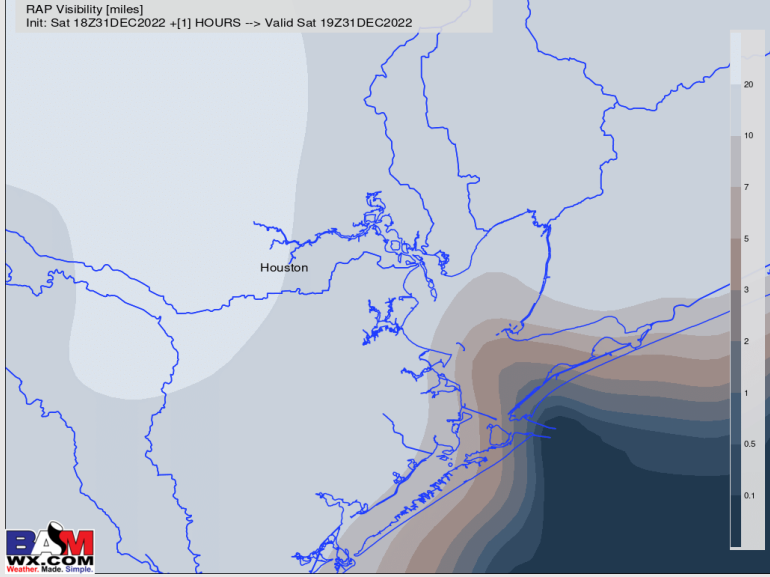 RAP Visibility [miles]
Init: Sat 18Z31DEC2022 +[1] HOURS --> Valid Sat 19Z31DEC2022
20
10
7
5
3
2
1
0.5
0.1
Houston
BAM
WX.COM
Weather. Made. Simple.